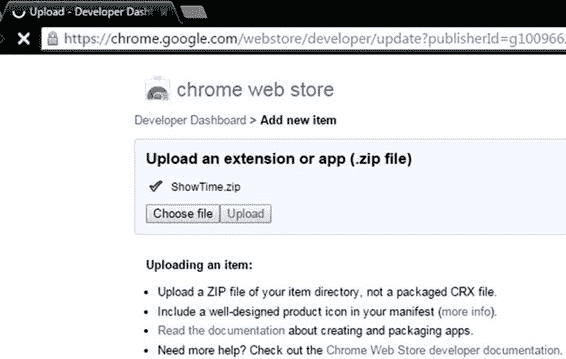 Upload - Developer Dash
https://chrome.google.com/webstore/developer/update?publisherId=g100966.
chrome web store
Developer Dashboard > Add new item
Upload an extension or app (.zip file)
ShowTime.zip
Choose file Upload
Uploading an item:
• Upload a ZIP file of your item directory, not a packaged CRX file.
• Include a well-designed product icon in your manifest (more info).
• Read the documentation about creating and packaging apps.
• Need more help? Check out the Chrome Web Store developer documentation.